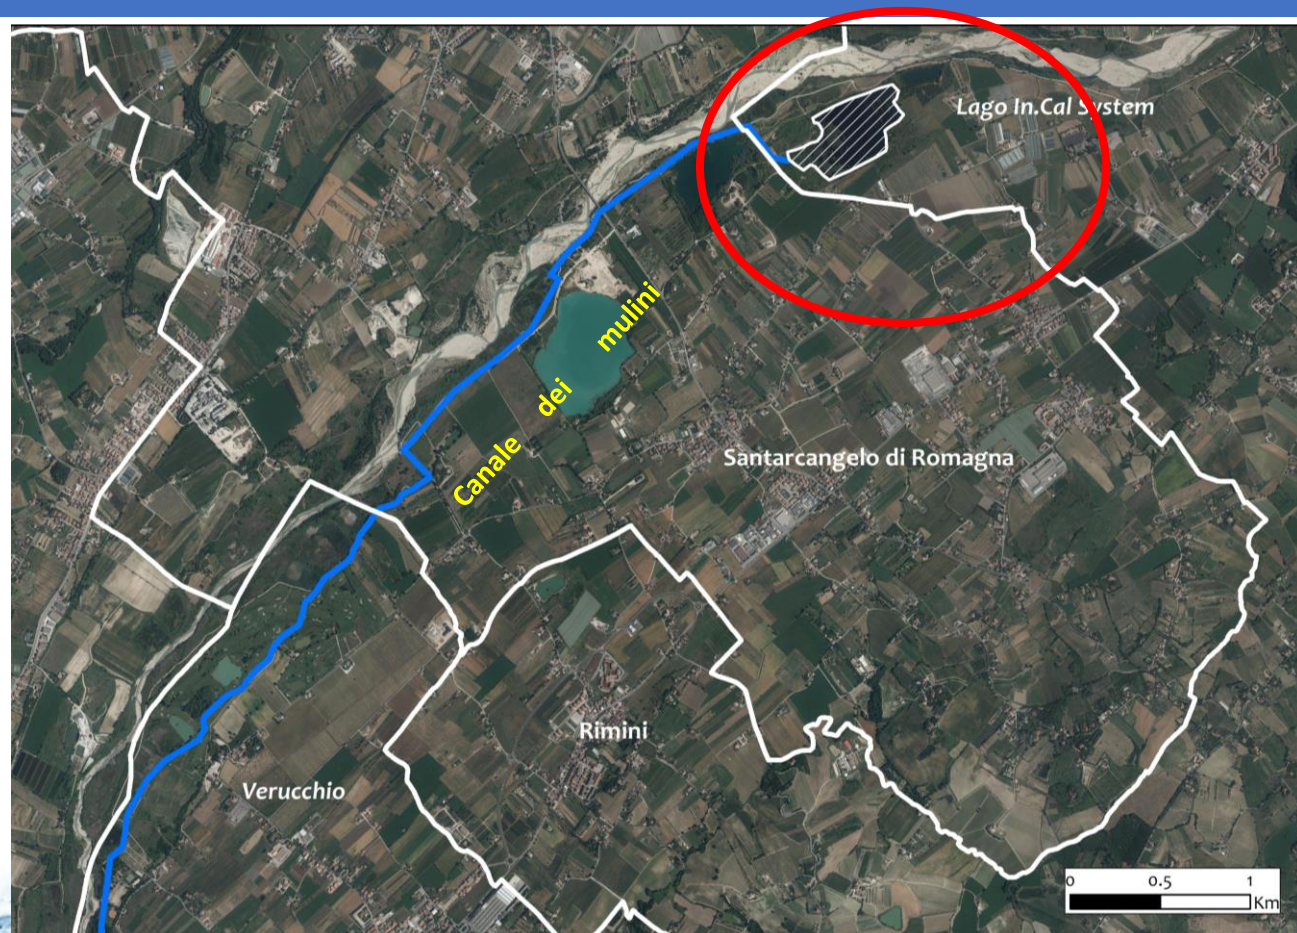 Lago In.Cal System
Canale dei mulini
Santarcangelo di Romagna
Rimini
Verucchio
0 0.5 1
Km